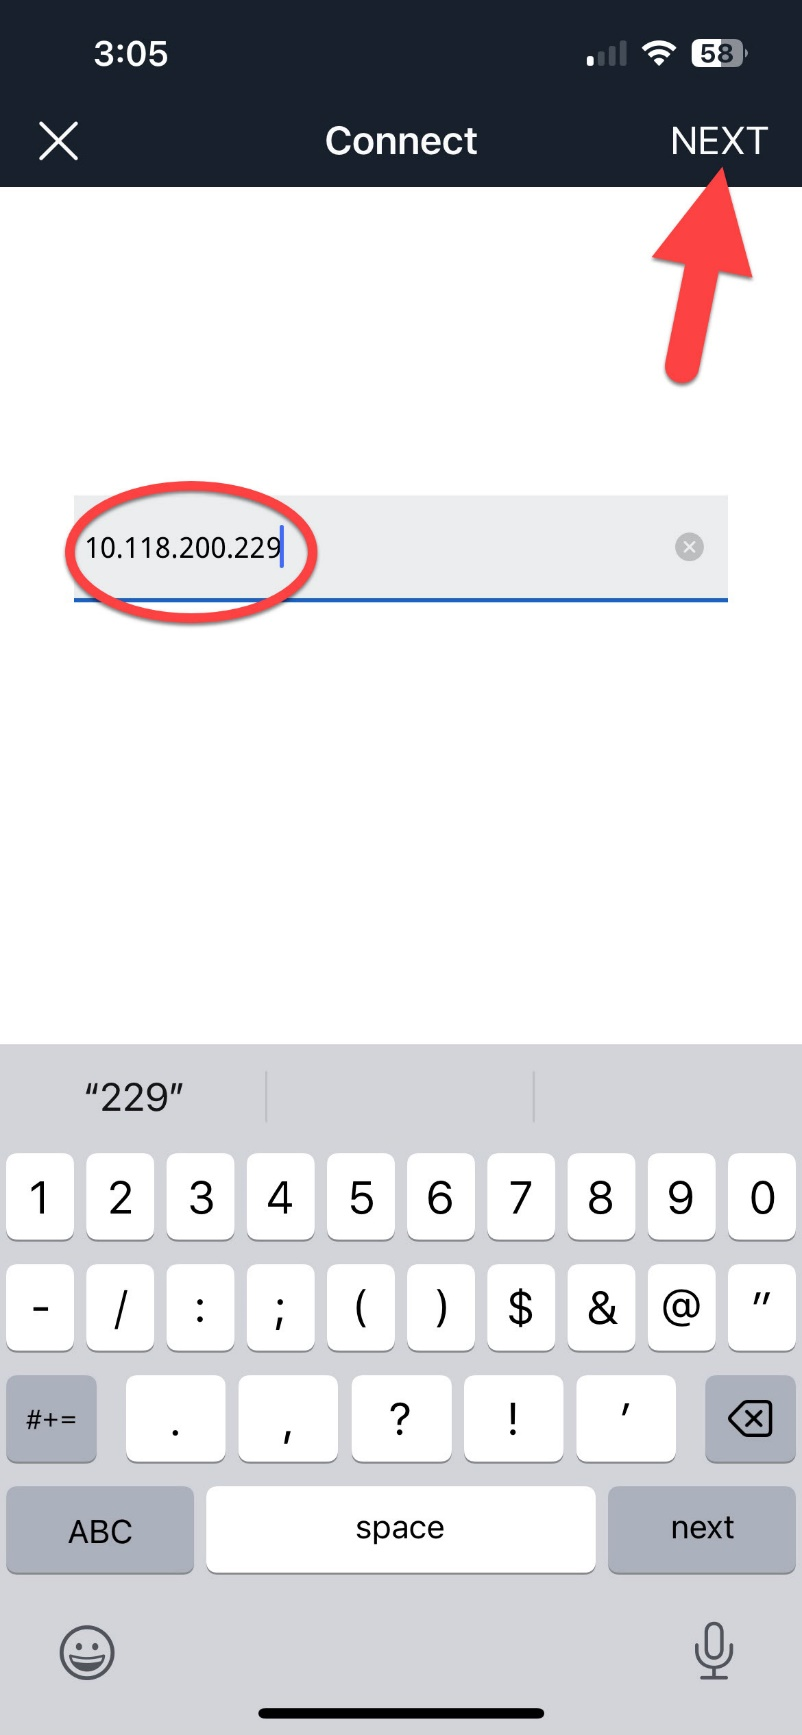 3:05 58
Connect NEXT
10.118.200.229
“229”
1 2 3 4 5 6 7 8 9 0
- / : ; ( ) $ & @ "
#+= . , ? ! '
ABC space next